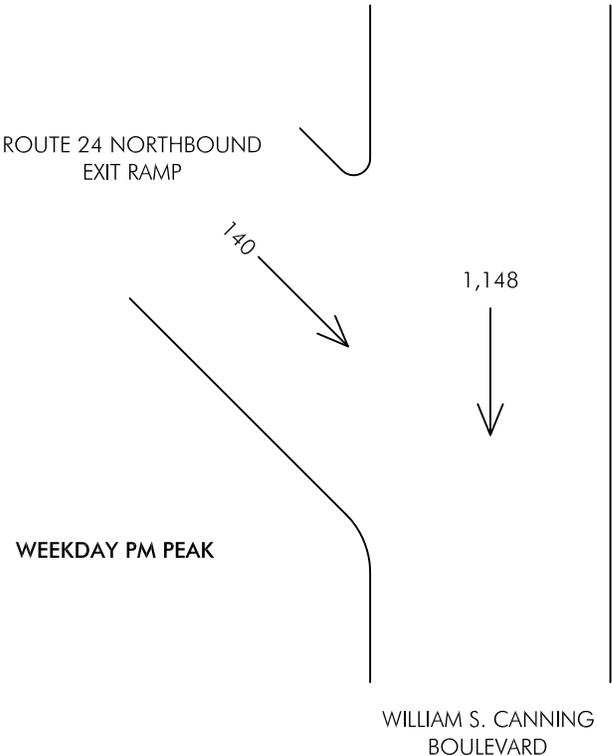 ROUTE 24 NORTHBOUND
EXIT RAMP
140
1,148
WEEKDAY PM PEAK
WILLIAM S. CANNING
BOULEVARD